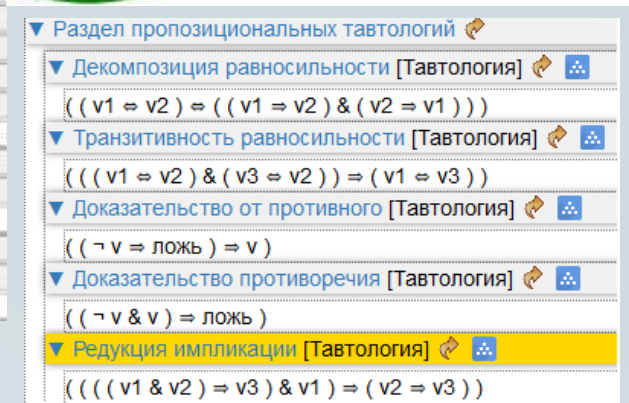 ▼ Раздел пропозициональных тавтологий
▼ Декомпозиция равносильности [Тавтология]
( ( v1 ⇔ v2 ) ⇔ ( ( v1 ⇒ v2 ) & ( v2 ⇒ v1 ) ) )
▼ Транзитивность равносильности [Тавтология]
( ( ( v1 ⇔ v2 ) & ( v3 ⇔ v2 ) ) ⇒ ( v1 ⇔ v3 ) )
▼ Доказательство от противного [Тавтология]
( ( ¬ v ⇒ ложь ) ⇒ v )
▼ Доказательство противоречия [Тавтология]
( ( ¬ v & v ) ⇒ ложь )
▼ Редукция импликации [Тавтология]
( ( ( ( v1 & v2 ) ⇒ v3 ) & v1 ) ⇒ ( v2 ⇒ v3 ) )